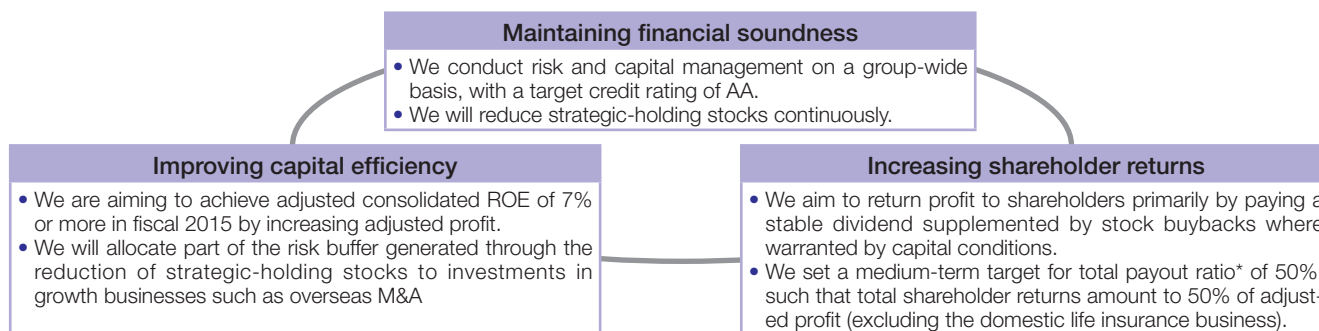 Maintaining financial soundness
• We conduct risk and capital management on a group-wide
basis, with a target credit rating of AA.
• We will reduce strategic-holding stocks continuously.
Improving capital efficiency
• We are aiming to achieve adjusted consolidated ROE of 7%
or more in fiscal 2015 by increasing adjusted profit.
• We will allocate part of the risk buffer generated through the
reduction of strategic-holding stocks to investments in
growth businesses such as overseas M&A
Increasing shareholder returns
• We aim to return profit to shareholders primarily by paying a
stable dividend supplemented by stock buybacks where
warranted by capital conditions.
• We set a medium-term target for total payout ratio* of 50%
such that total shareholder returns amount to 50% of adjust-
ed profit (excluding the domestic life insurance business).